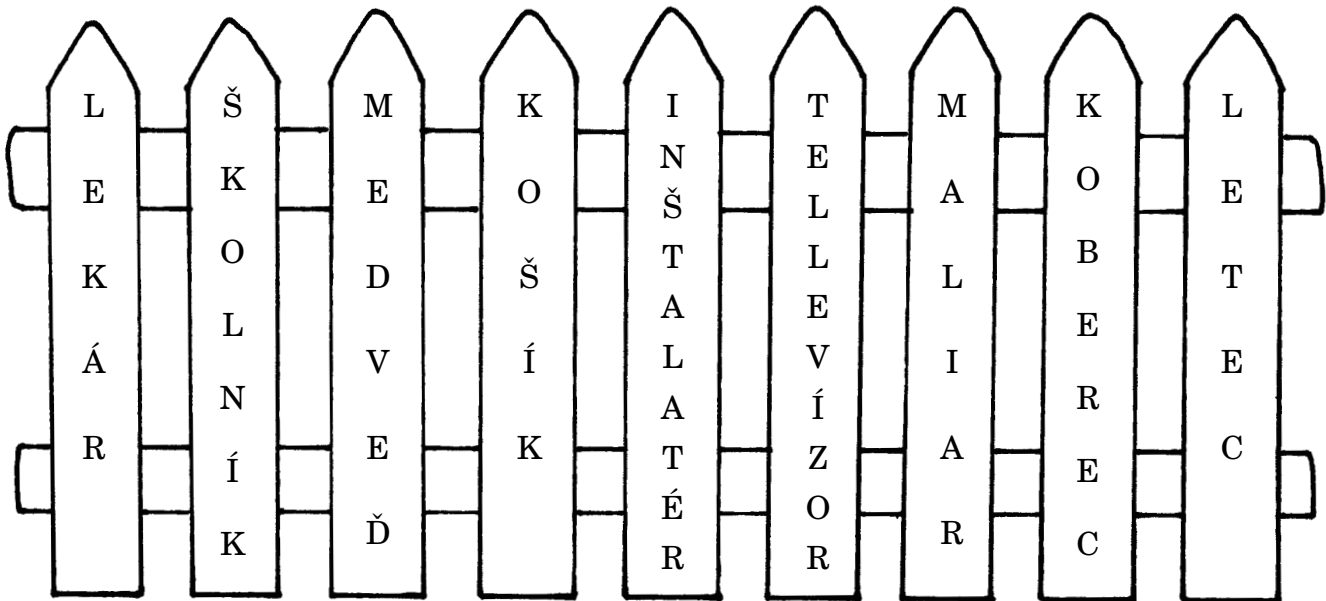 LEKÁR
ŠKOLNÍK
MEDVEĎ
KOŠÍK
INŠTALATÉR
TELLEVÍZOR
MALIAR
KOBEREC
LETEC